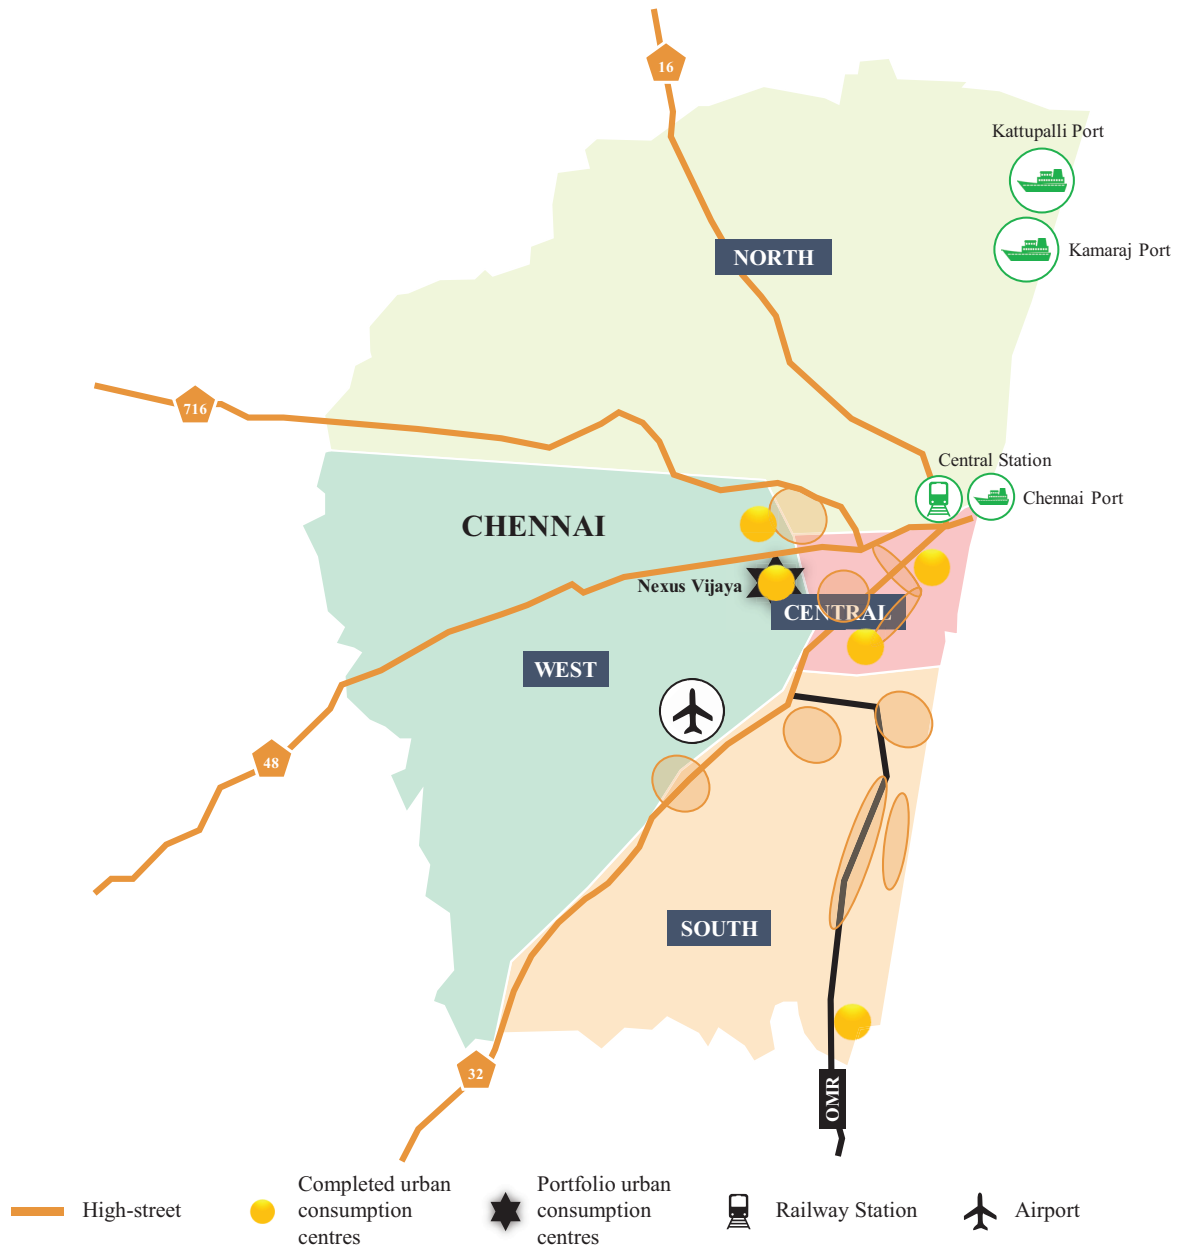 16
Kattupalli Port
Kamaraj Port
NORTH
716
Central Station
Chennai Port
CHENNAI
Nexus Vijaya
CENTRAL
WEST
48
SOUTH
32
OMR
High-street
Completed urban
consumption
centres
Portfolio urban
consumption
centres
Railway Station
Airport